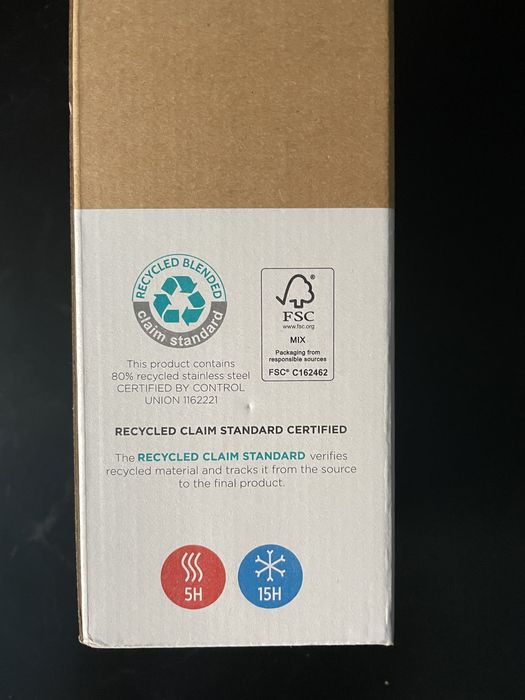 RECYCLED BLENDED
claim standard
This product contains
80% recycled stainless steel
CERTIFIED BY CONTROL
UNION 1162221
®
FSC
www.fsc.org
MIX
Packaging from
responsible sources
FSC® C162462
RECYCLED CLAIM STANDARD CERTIFIED
The RECYCLED CLAIM STANDARD verifies
recycled material and tracks it from the source
to the final product.
5H
15H